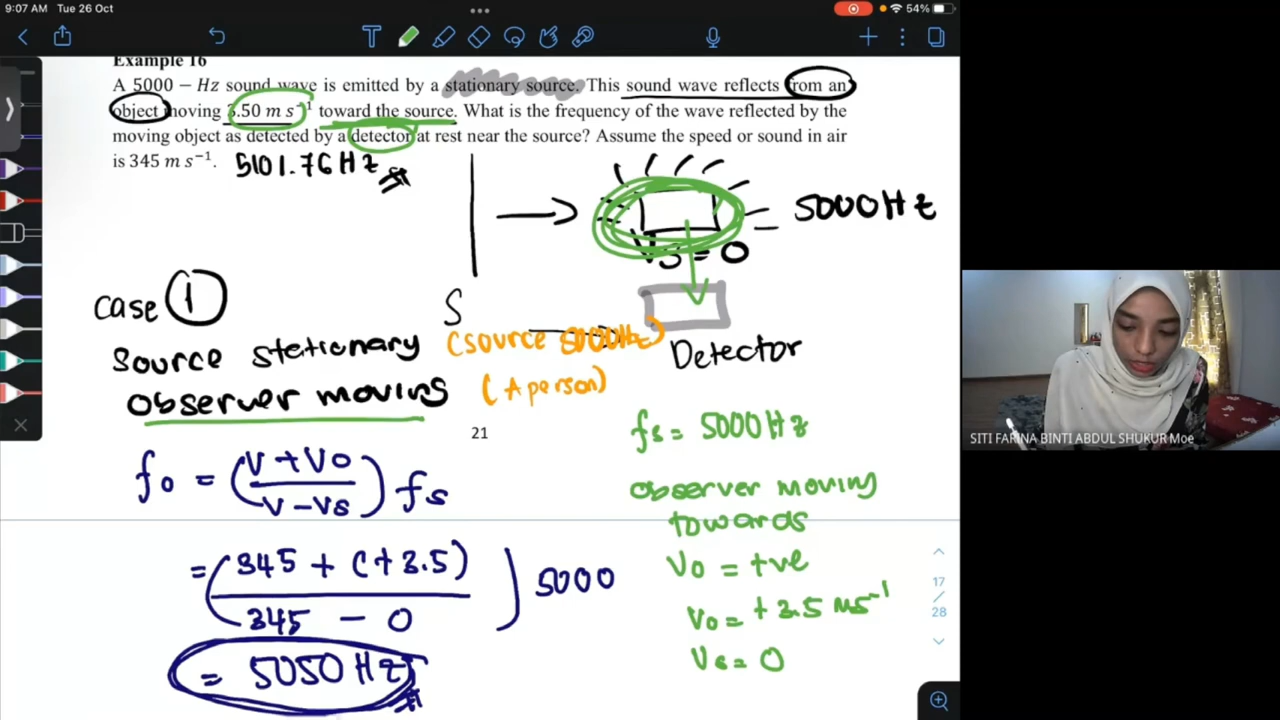 9:07 AM Tue 26 Oct
54%
Example 16
A 5000 − Hz sound wave is emitted by a stationary source. This sound wave reflects from an
object moving 3.50 m s⁻¹ toward the source. What is the frequency of the wave reflected by the
moving object as detected by a detector at rest near the source? Assume the speed or sound in air
is 345 m s⁻¹. 5101.76 Hz
5000 Hz
Vs = 0
Case 1
S
Source stationary
(source 5000Hz)
Detector
observer moving
(A person)
21
fs = 5000 Hz
fo = (V + Vo / V − Vs) fs
observer moving
towards
= (345 + (+3.5) / 345 − 0) 5000
Vo = +ve
Vo = +3.5 ms⁻¹
Vs = 0
= 5050 Hz
17
/
28
SITI FARINA BINTI ABDUL SHUKUR Moe